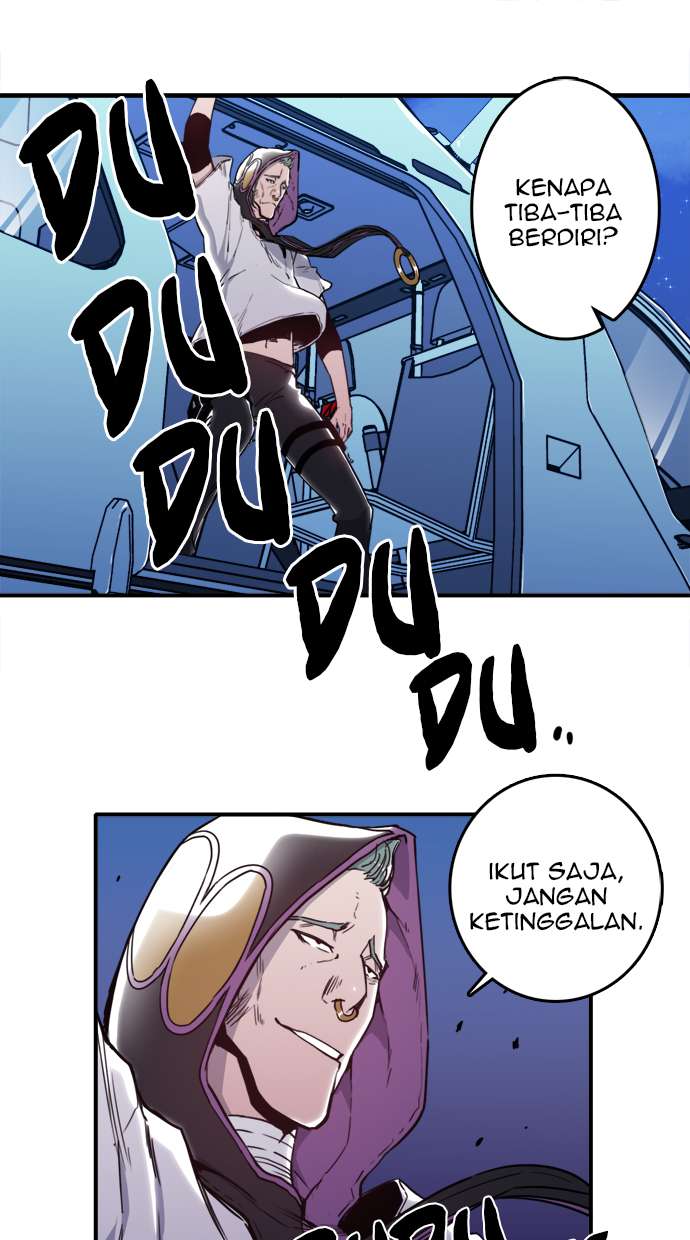 DU
KENAPA
TIBA-TIBA
BERDIRI?
DU
DU
DU
DU..
IKUT SAJA,
JANGAN
KETINGGALAN.